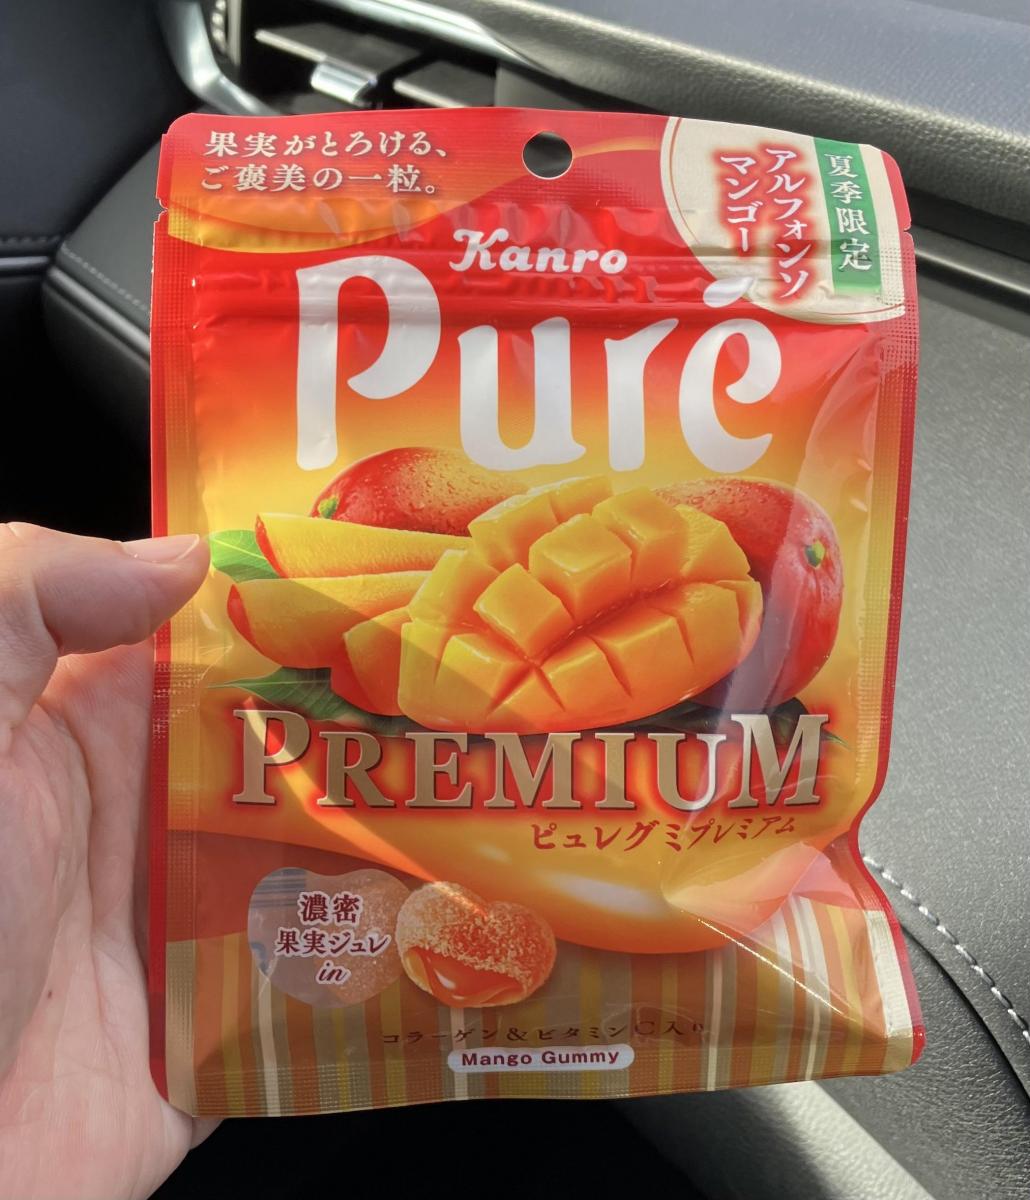 果実がとろける、
ご褒美の一粒。
夏季限定
アルフォンソ
マンゴー
Kanro
Puré
PREMIUM
ピュレグミプレミアム
濃密
果実ジュレ
in
コラーゲン&ビタミンC入り
Mango Gummy